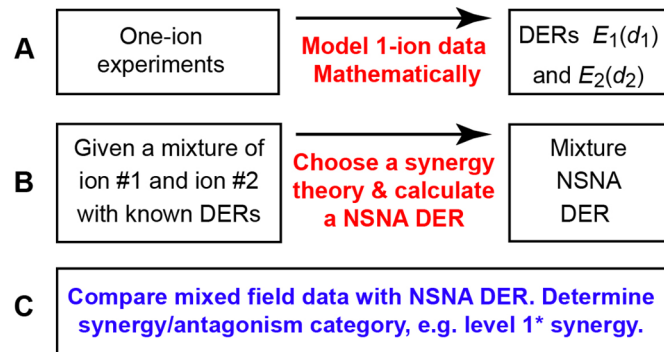 A
One-ion
experiments
Model 1-ion data
Mathematically
DERs E1(d1)
and E2(d2)
B
Given a mixture of
ion #1 and ion #2
with known DERs
Choose a synergy
theory & calculate
a NSNA DER
Mixture
NSNA
DER
C
Compare mixed field data with NSNA DER. Determine
synergy/antagonism category, e.g. level 1* synergy.